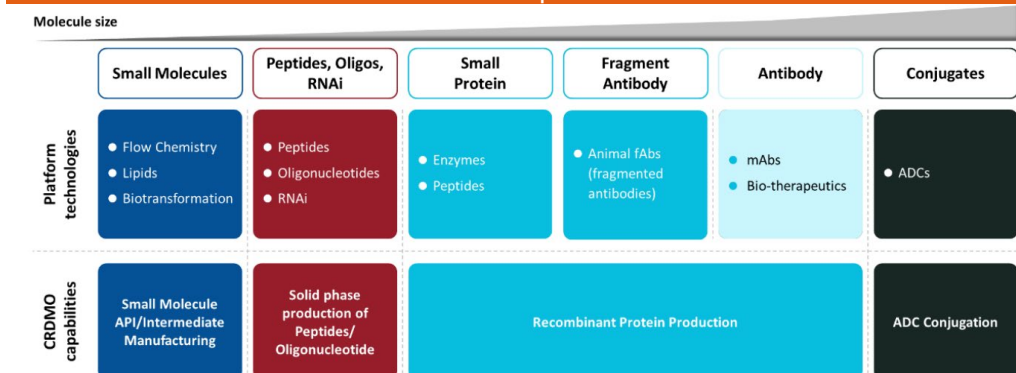 Molecule size
Small Molecules
Peptides, Oligos,
RNAi
Small
Protein
Fragment
Antibody
Antibody
Conjugates
Platform
technologies
Flow Chemistry
Lipids
Biotransformation
Peptides
Oligonucleotides
RNAi
Enzymes
Peptides
Animal fAbs
(fragmented
antibodies)
mAbs
Bio-therapeutics
ADCs
CRDMO
capabilities
Small Molecule
API/Intermediate
Manufacturing
Solid phase
production of
Peptides/
Oligonucleotide
Recombinant Protein Production
ADC Conjugation